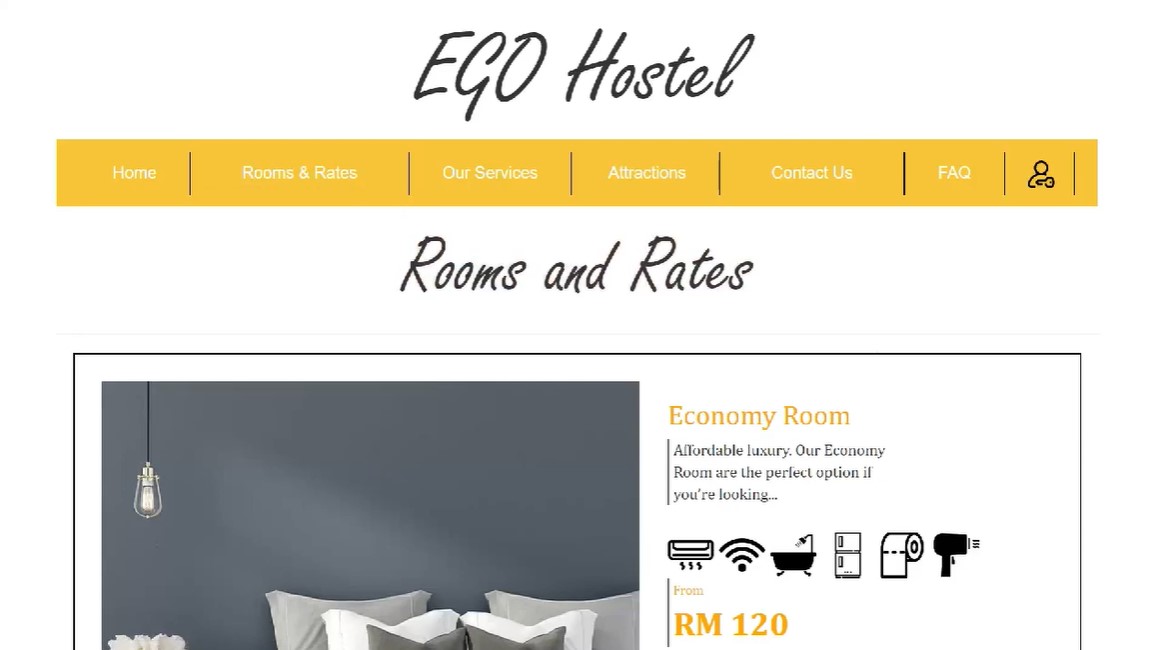 EGO Hostel
Home
Rooms & Rates
Our Services
Attractions
Contact Us
FAQ
Rooms and Rates
Economy Room
Affordable luxury. Our Economy
Room are the perfect option if
you're looking...
From
RM 120